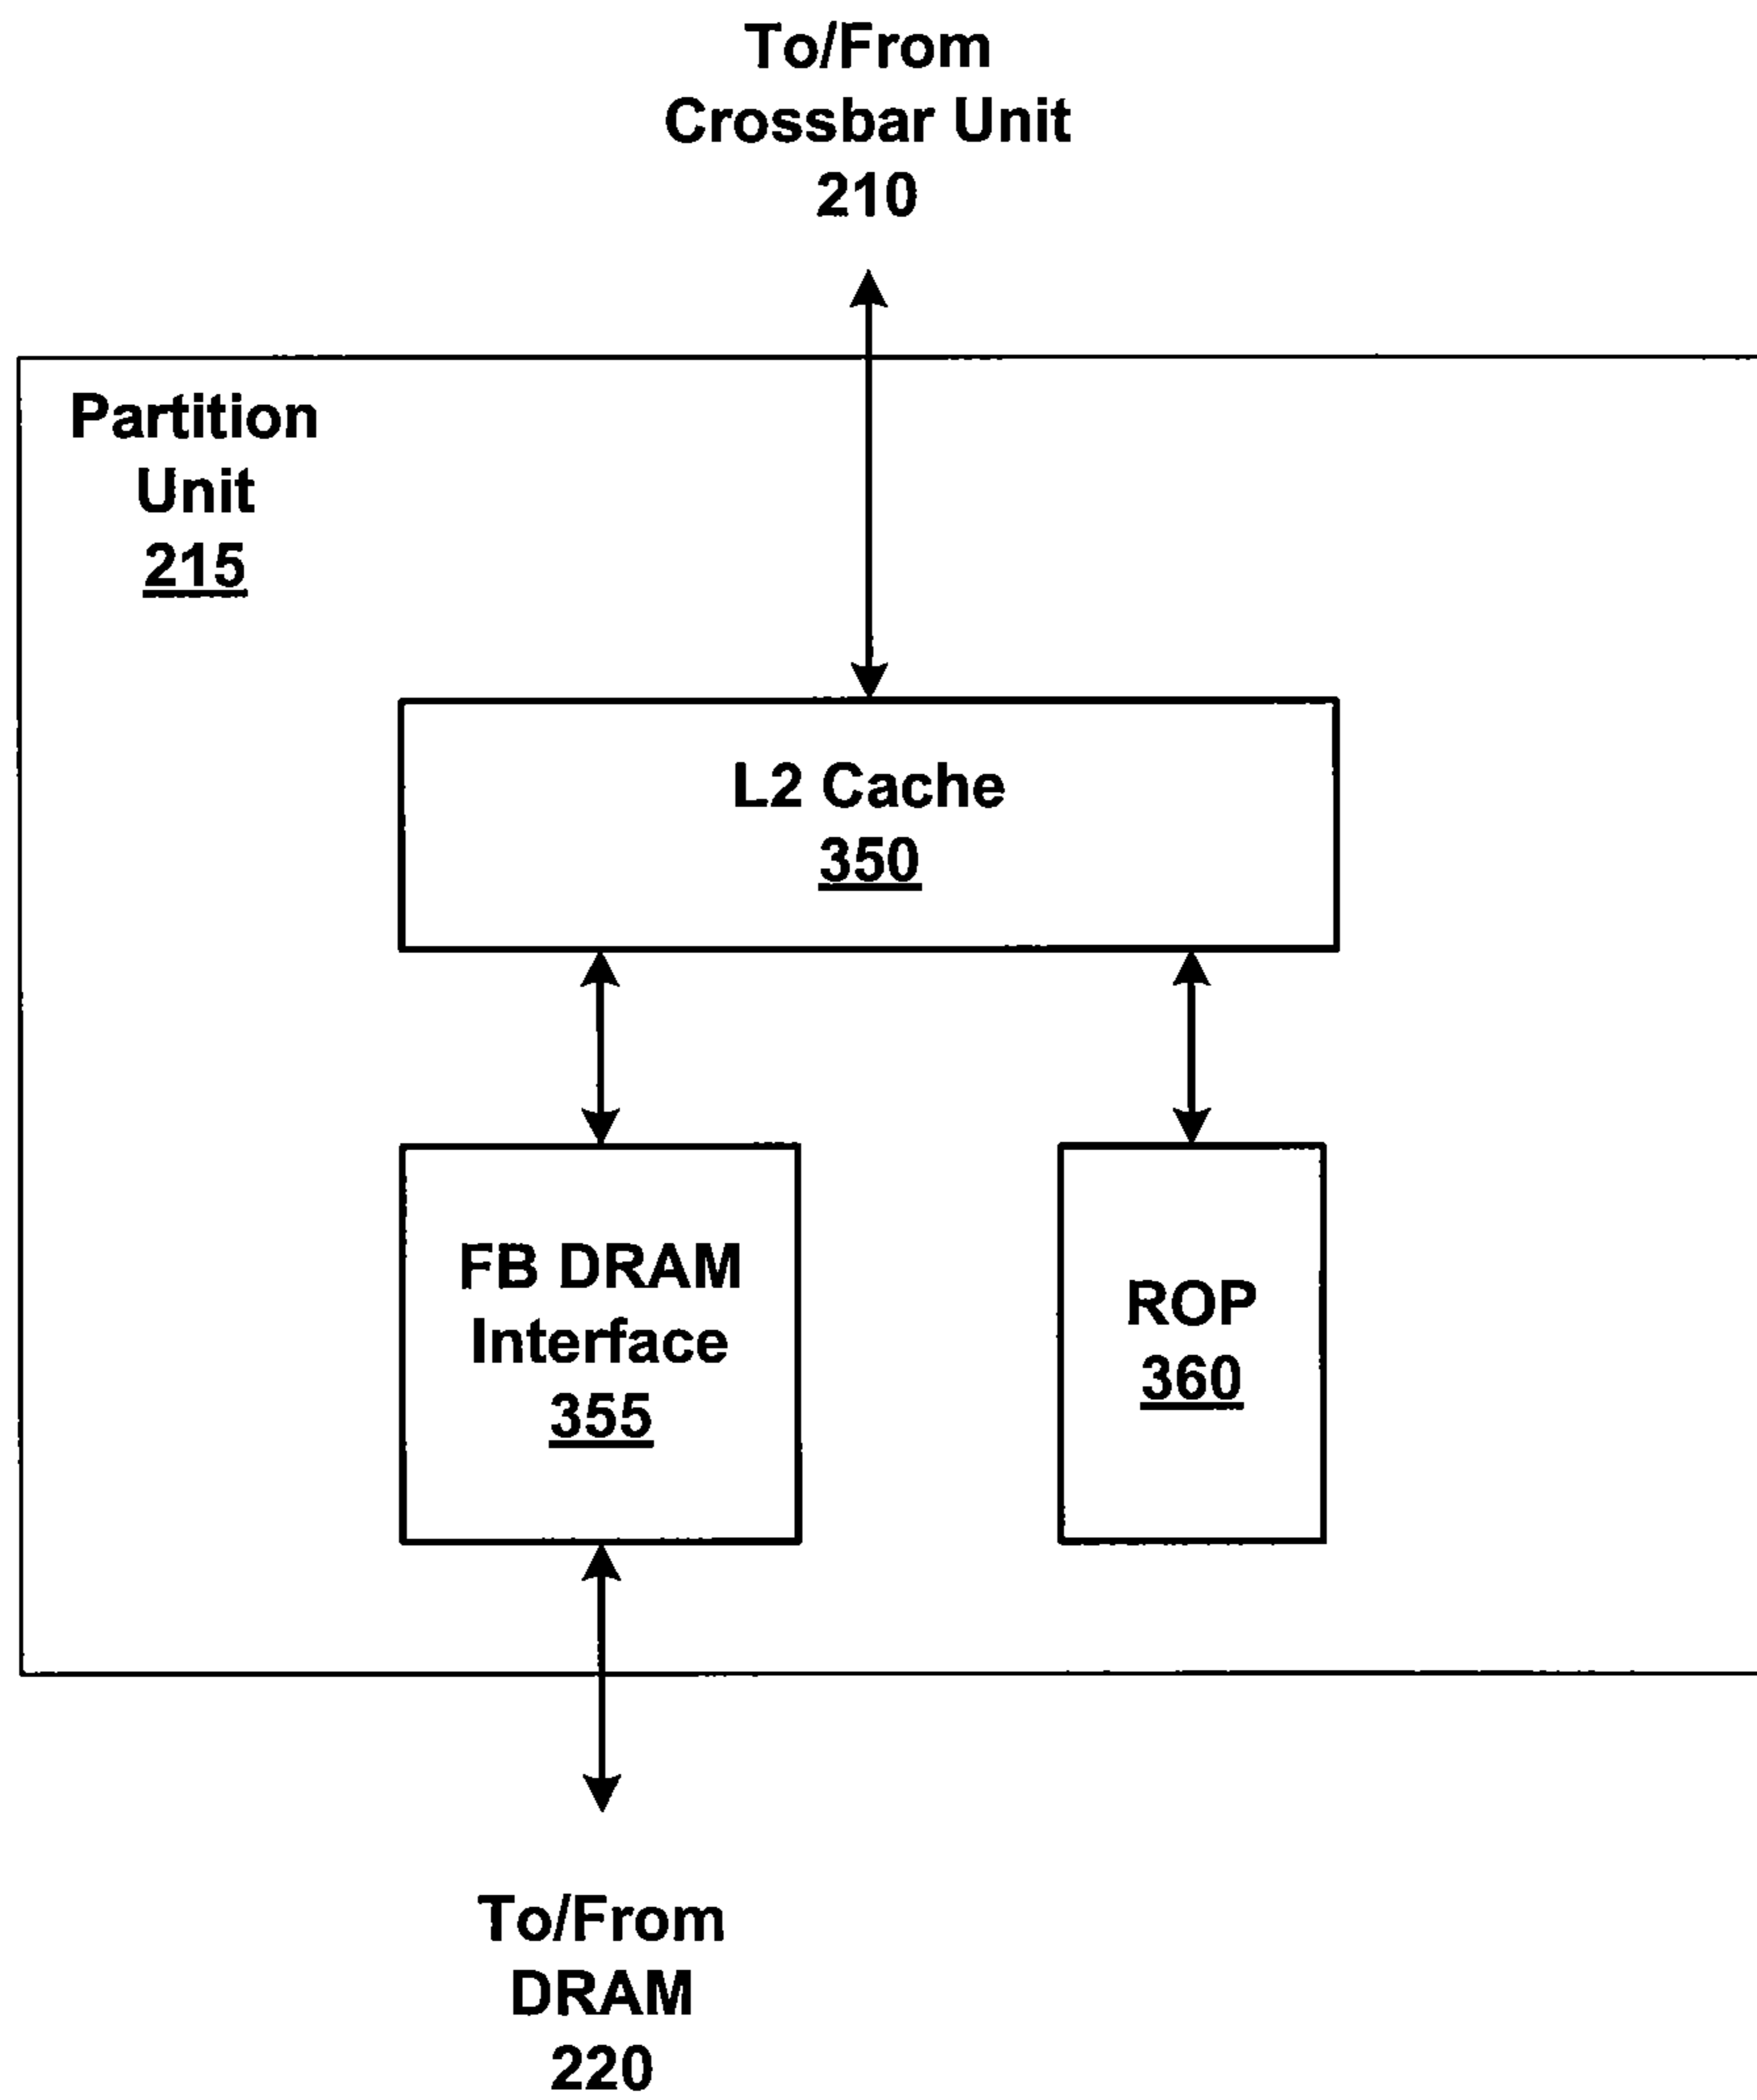 To/From
Crossbar Unit
210
Partition
Unit
215
L2 Cache
350
FB DRAM
Interface
355
ROP
360
To/From
DRAM
220